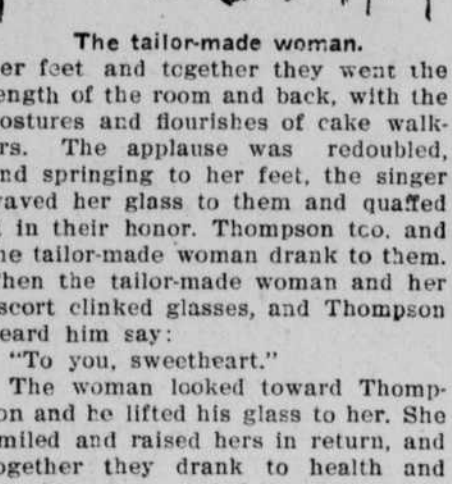 The tailor-made woman.
er feet and tcgether they went the
ength of the room and back, with the
ostures and flourishes of cake walk-
rs. The applause was redoubled,
nd springing to her feet, the singer
aved her glass to them and quaffed
in their honor. Thompson tco. and
he tailor-made woman drank to them.
hen the tailor-made woman and her
scort clinked glasses, and Thompson
eard him say:
"To you, sweetheart."
The woman looked toward Thomp-
on and he lifted his glass to her. She
miled and raised hers in return, and
ogether they drank to health and